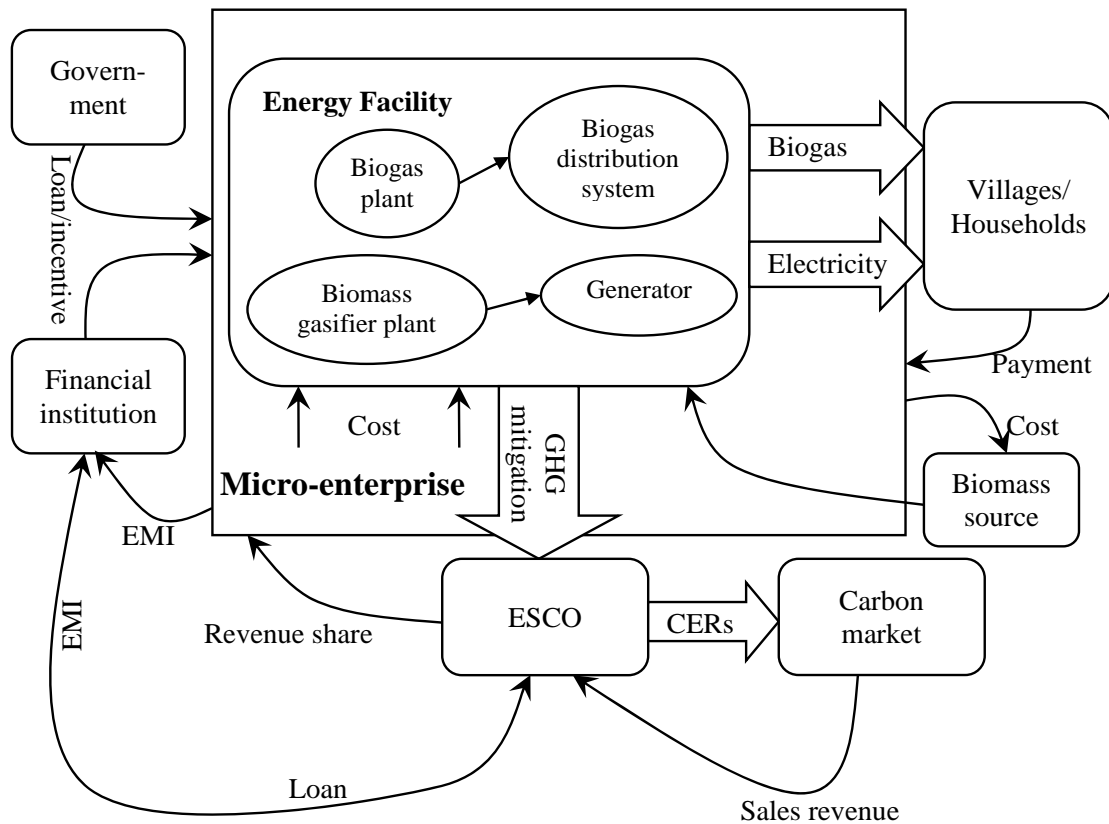 Govern-
ment
Loan/incentive
Financial
institution
EMI
EMI
Loan
Energy Facility
Biogas
plant
Biogas
distribution
system
Biomass
gasifier plant
Generator
Cost
Micro-enterprise
GHG
mitigation
Biogas
Electricity
Villages/
Households
Payment
Cost
Biomass
source
Revenue share
ESCO
CERs
Carbon
market
Sales revenue